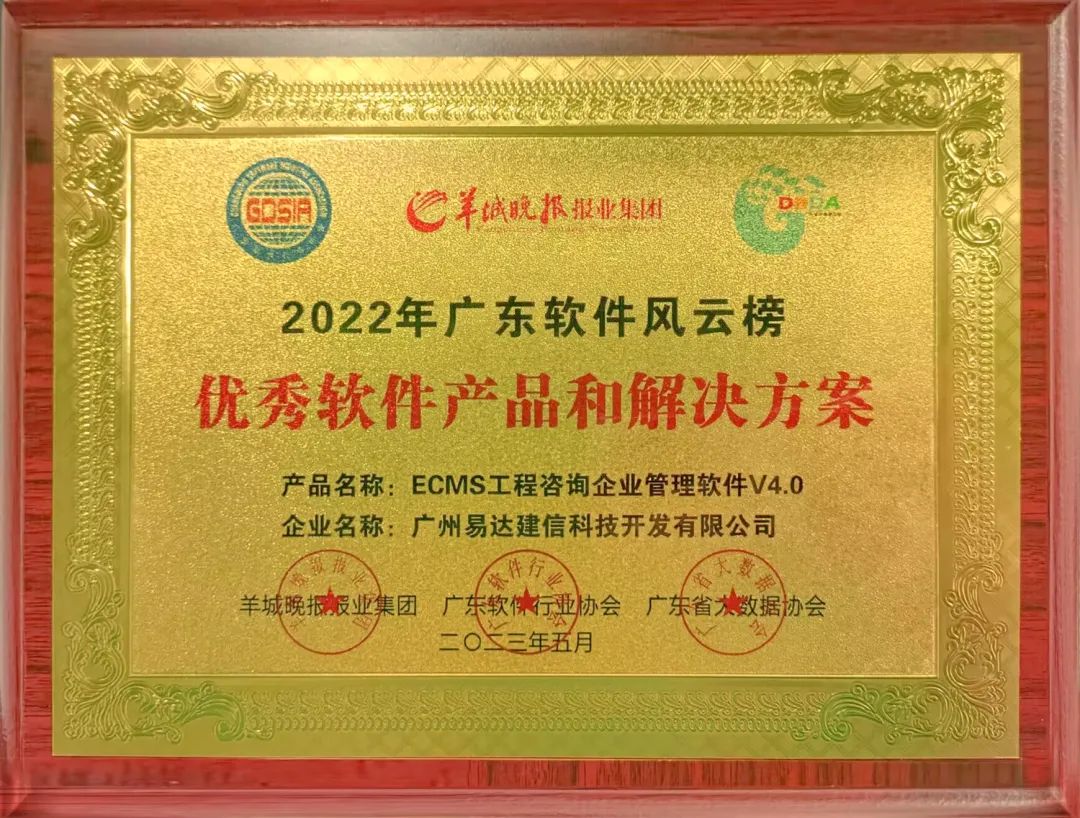 GDSIA
羊城晚报报业集团
2022年广东软件风云榜
优秀软件产品和解决方案
产品名称：ECMS工程咨询企业管理软件V4.0
企业名称：广州易达建信科技开发有限公司
羊城晚报报业集团 广东软件行业协会 广东省大数据协会
二〇二三年五月